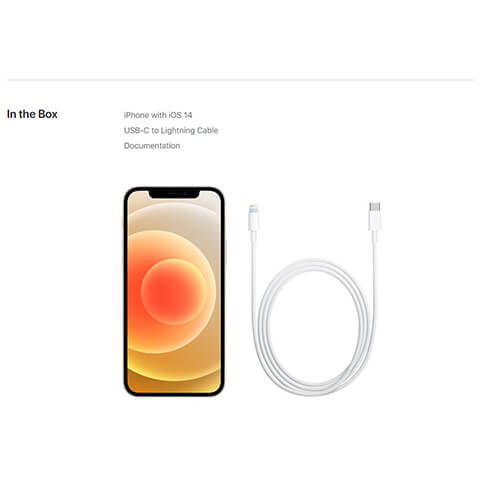 In the Box
iPhone with iOS 14
USB-C to Lightning Cable
Documentation